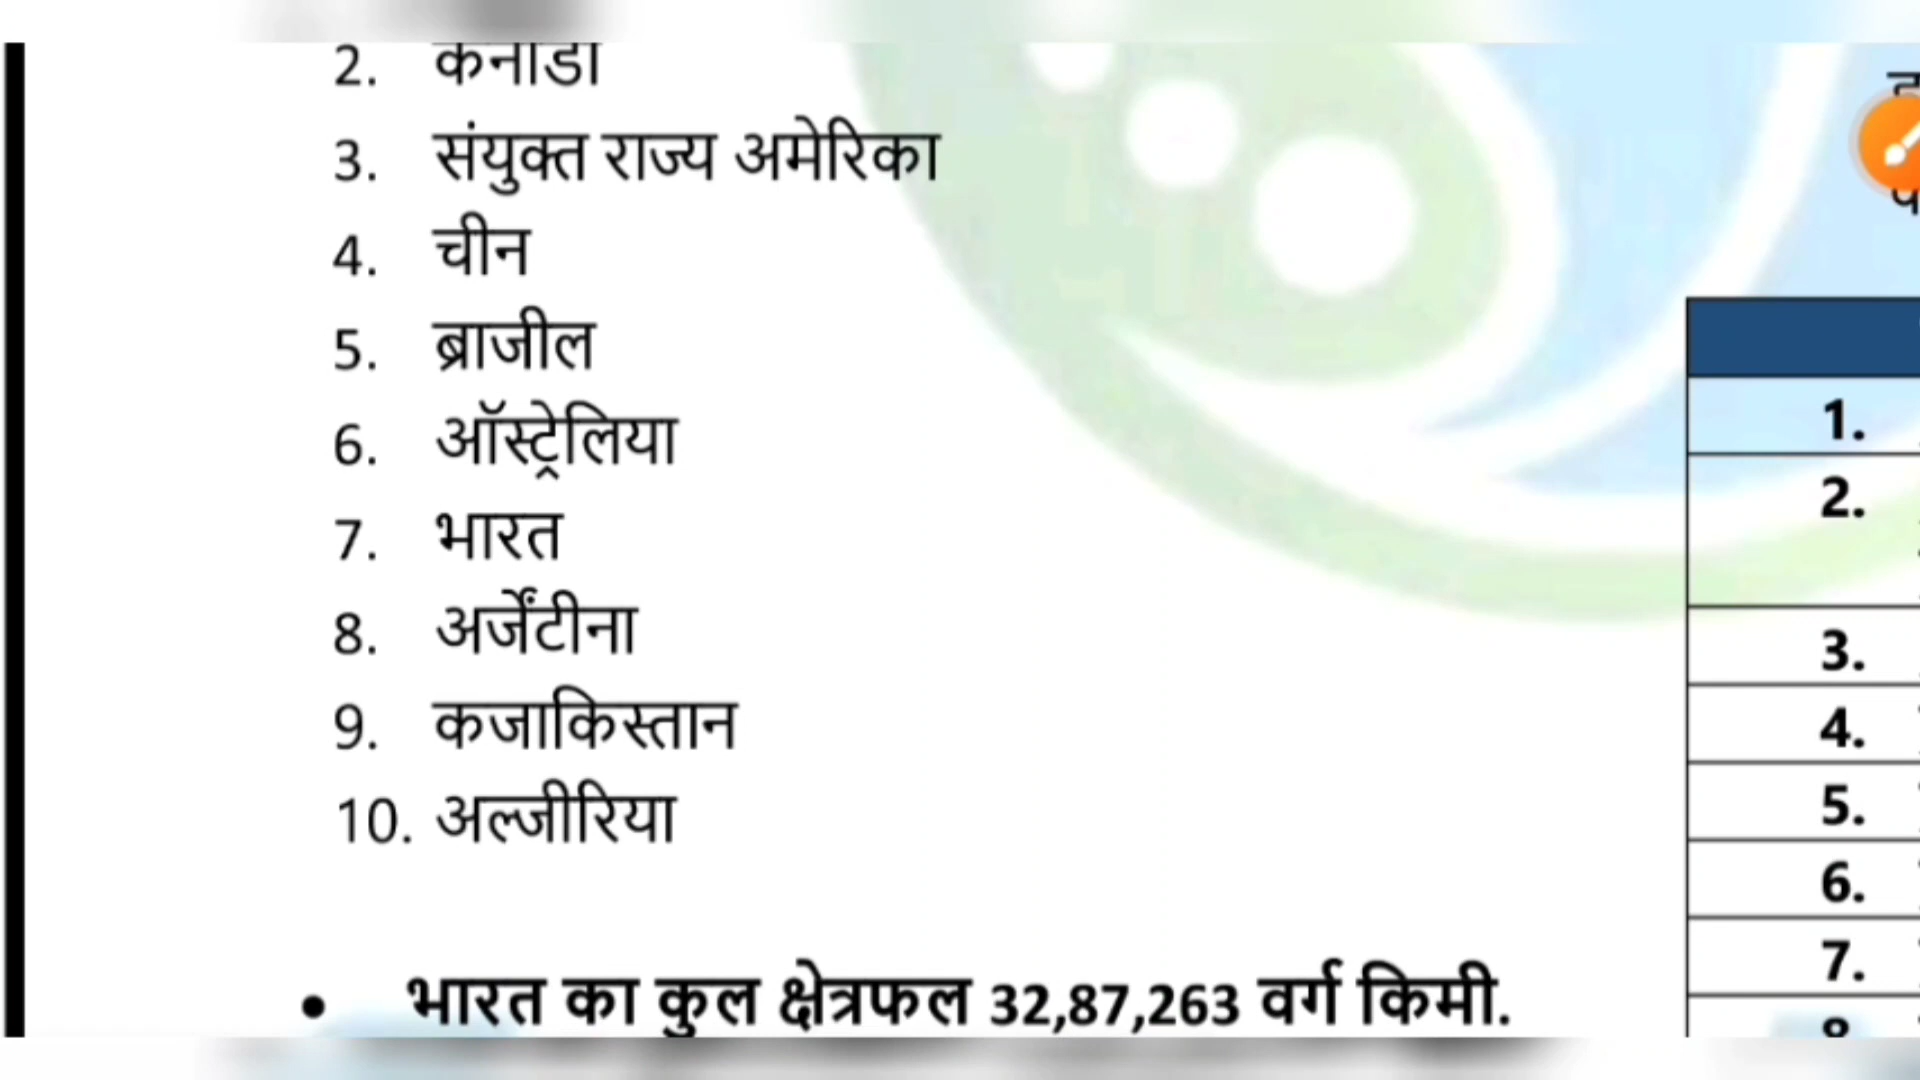 2. कनाडा
3. संयुक्त राज्य अमेरिका
4. चीन
5. ब्राजील
6. ऑस्ट्रेलिया
7. भारत
8. अर्जेंटीना
9. कजाकिस्तान
10. अल्जीरिया
• भारत का कुल क्षेत्रफल 32,87,263 वर्ग किमी.
1.
2.
3.
4.
5.
6.
7.
8